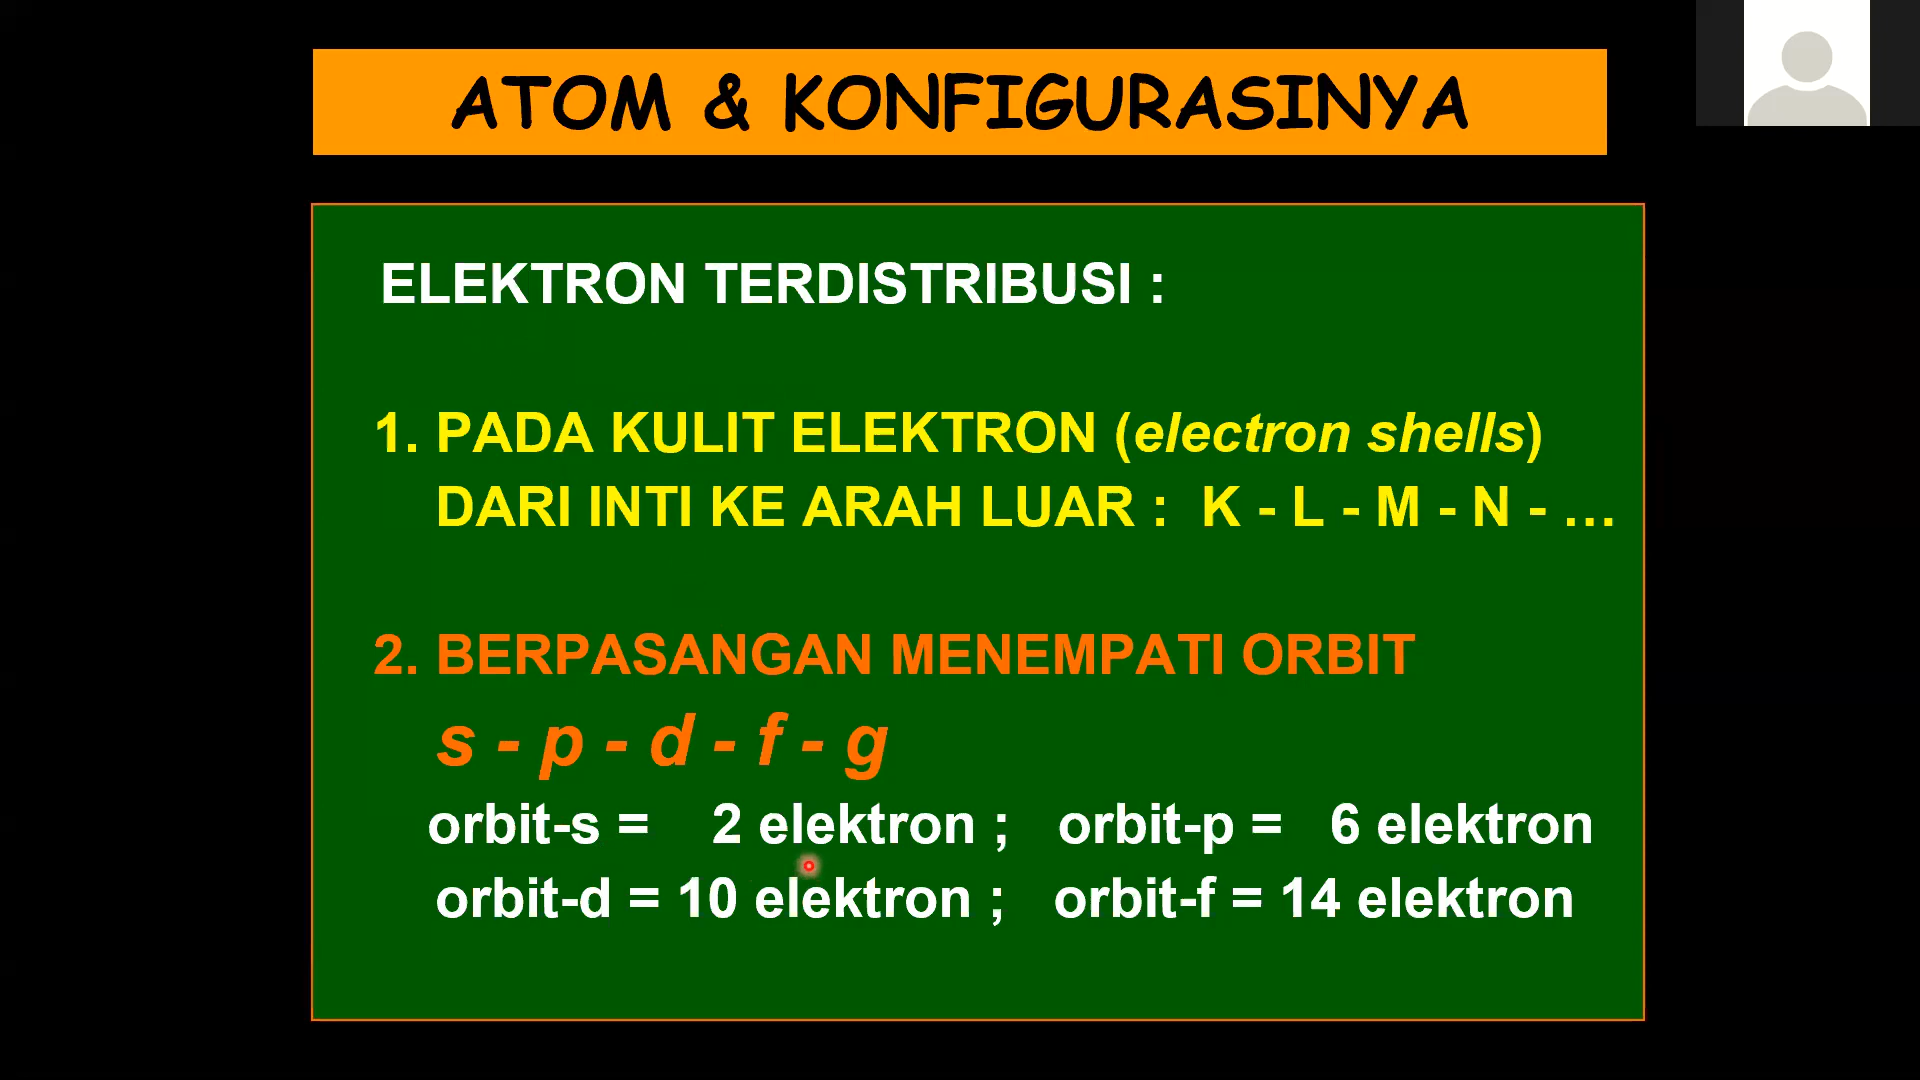 ATOM & KONFIGURASINYA
ELEKTRON TERDISTRIBUSI :
1. PADA KULIT ELEKTRON (electron shells)
DARI INTI KE ARAH LUAR : K - L - M - N - ...
2. BERPASANGAN MENEMPATI ORBIT
s - p - d - f - g
orbit-s = 2 elektron ; orbit-p = 6 elektron
orbit-d = 10 elektron ; orbit-f = 14 elektron